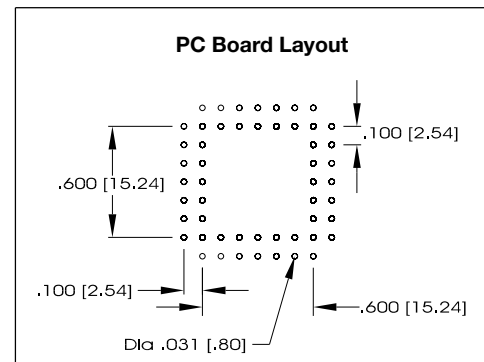 PC Board Layout
.100 [2.54]
.600 [15.24]
.100 [2.54]
.600 [15.24]
Dia .031 [.80]